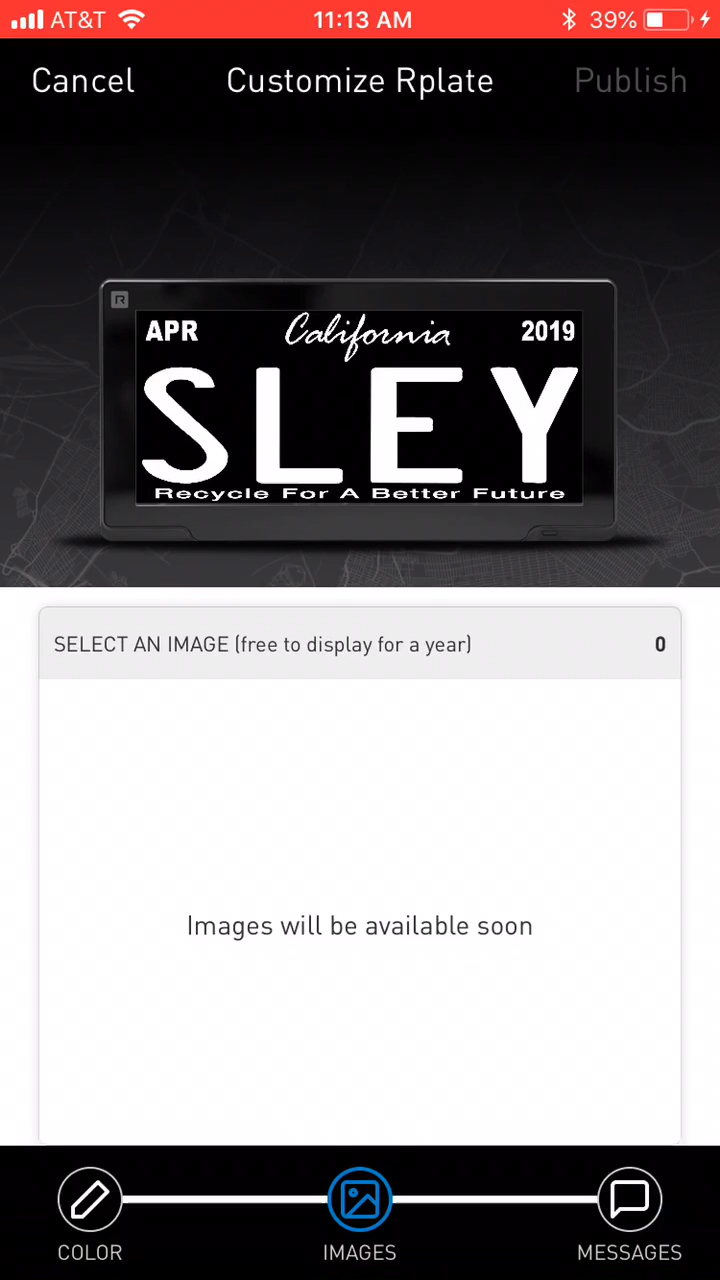 AT&T 11:13 AM 39%
Cancel Customize Rplate Publish
R
APR California 2019
SLEY
Recycle For A Better Future
SELECT AN IMAGE (free to display for a year) 0
Images will be available soon
COLOR IMAGES MESSAGES